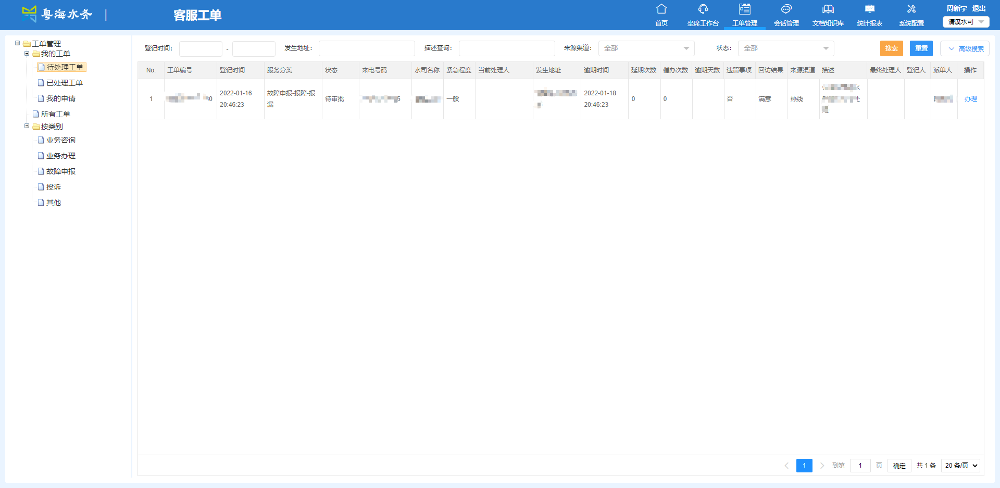 粤海水务
客服工单
首页
坐席工作台
工单管理
会话管理
文档知识库
统计报表
系统配置
周新宇 退出
清溪水司
工单管理
我的工单
待处理工单
已处理工单
我的申请
所有工单
按类别
业务咨询
业务办理
故障申报
投诉
其他
登记时间： -
发生地址：
描述查询：
来源渠道： 全部
状态： 全部
搜索
重置
高级搜索
No. 工单编号 登记时间 服务分类 状态 来电号码 水司名称 紧急程度 当前处理人 发生地址 逾期时间 延期次数 催办次数 逾期天数 遗留事项 回访结果 来源渠道 描述 最终处理人 登记人 派单人 操作
1 0 2022-01-16 20:46:23 故障申报-报障-报漏 待审批 5 一般 2022-01-18 20:46:23 0 0 否 满意 热线 办理
1 到第 1 页 确定 共 1 条 20 条/页